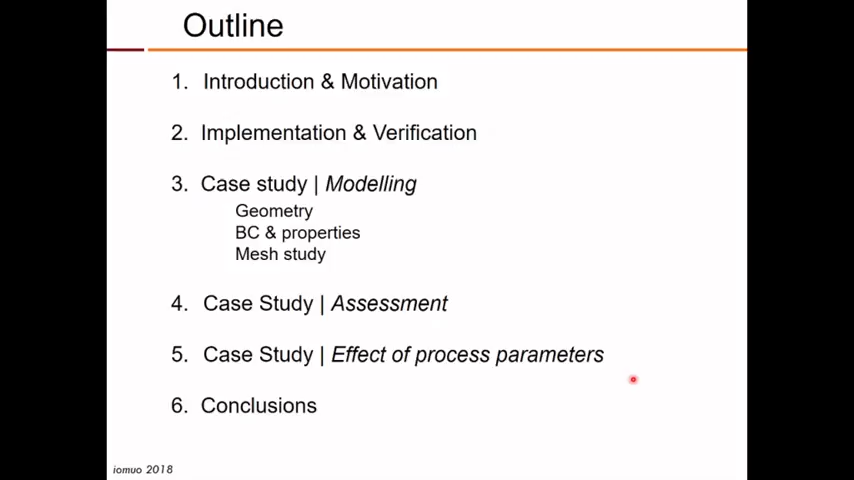 Outline
1. Introduction & Motivation
2. Implementation & Verification
3. Case study | Modelling
Geometry
BC & properties
Mesh study
4. Case Study | Assessment
5. Case Study | Effect of process parameters
6. Conclusions
iomuo 2018